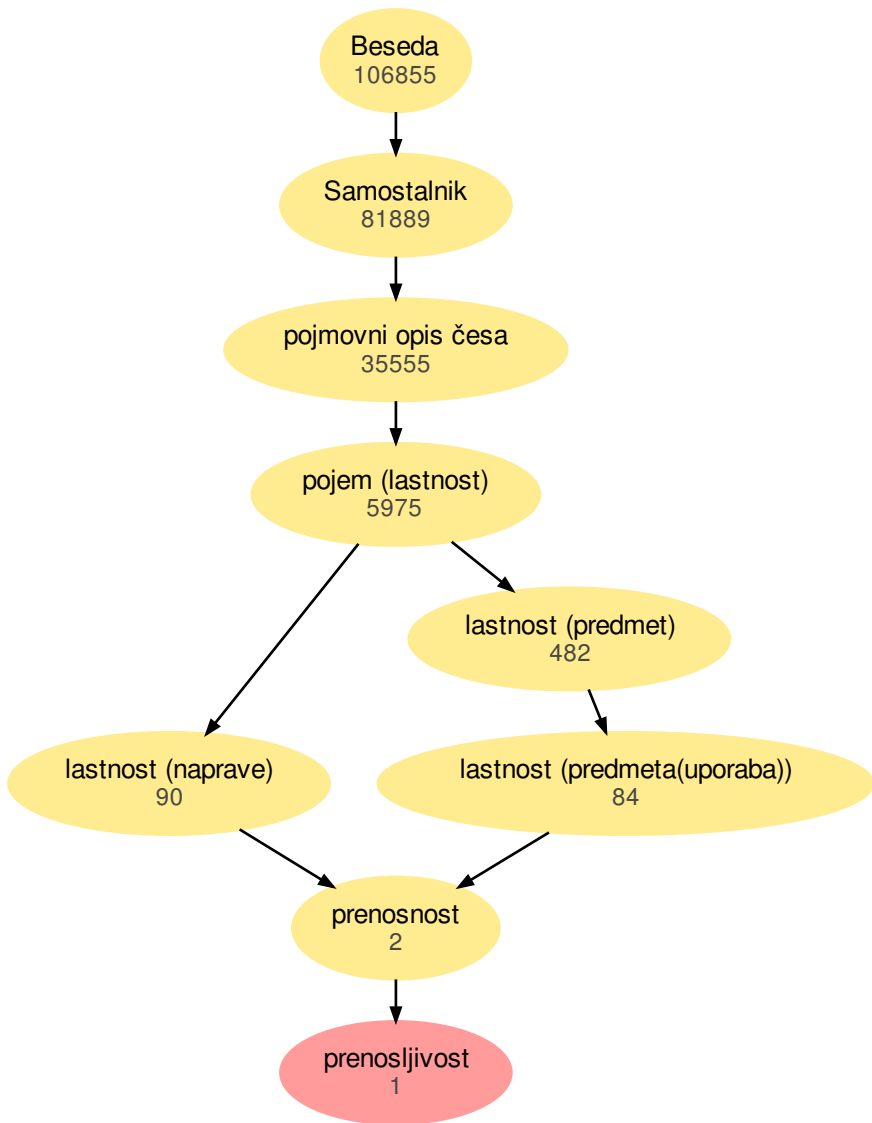 Beseda
106855
Samostalnik
81889
pojmovni opis česa
35555
pojem (lastnost)
5975
lastnost (predmet)
482
lastnost (naprave)
90
lastnost (predmeta(uporaba))
84
prenosnost
2
prenosljivost
1